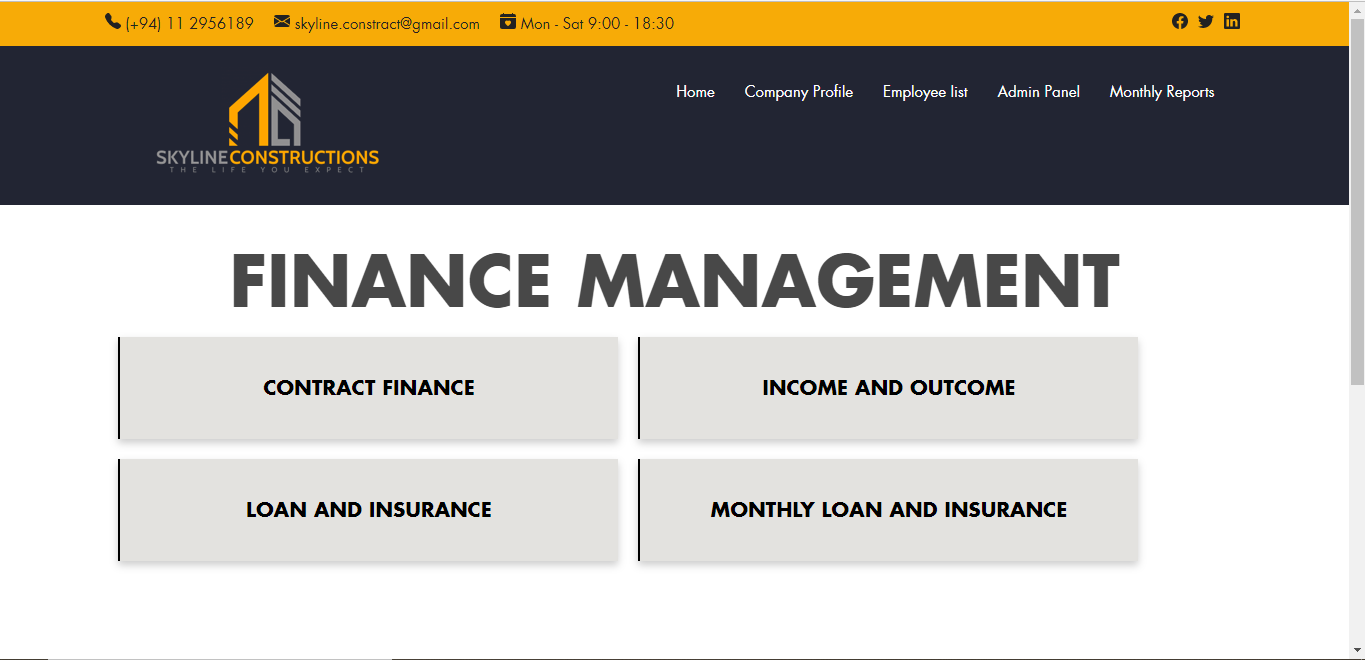 (+94) 11 2956189 skyline.constract@gmail.com Mon - Sat 9:00 - 18:30
Home Company Profile Employee list Admin Panel Monthly Reports
SKYLINECONSTRUCTIONS
THE LIFE YOU EXPECT
FINANCE MANAGEMENT
CONTRACT FINANCE
INCOME AND OUTCOME
LOAN AND INSURANCE
MONTHLY LOAN AND INSURANCE